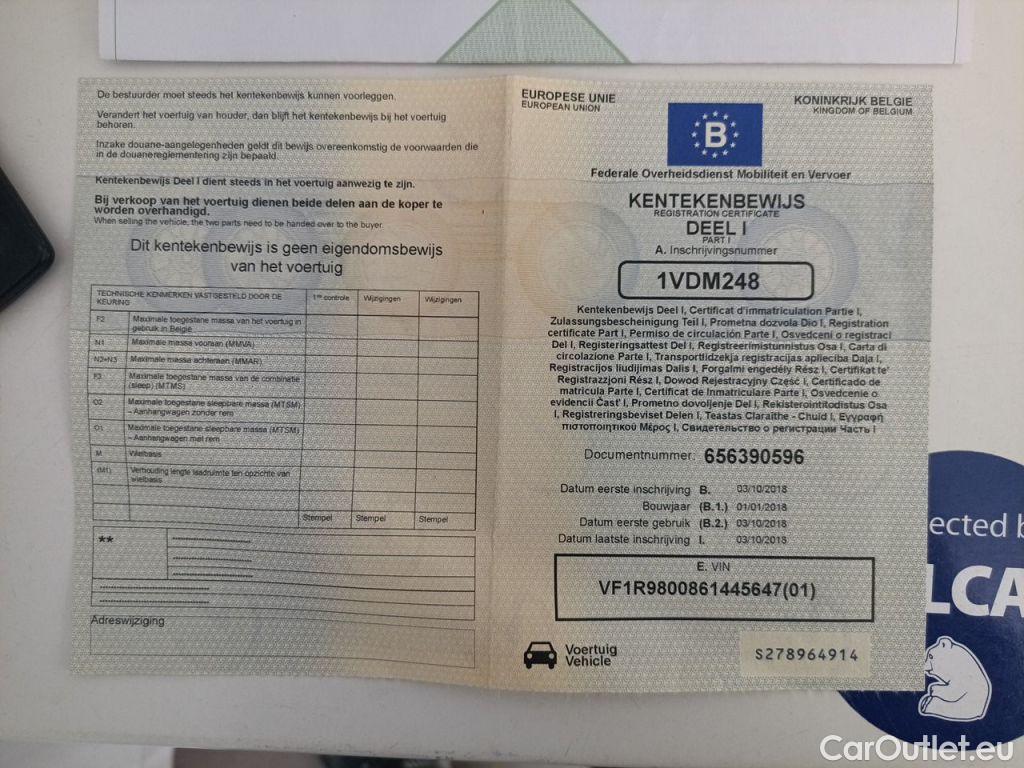 De bestuurder moet steeds het kentekenbewijs kunnen voorleggen.
Verandert het voertuig van houder, dan blijft het kentekenbewijs bij het voertuig
behoren.
Inzake douane-aangelegenheden geldt dit bewijs overeenkomstig de voorwaarden die
in de douanereglementering zijn bepaald.
Kentekenbewijs Deel I dient steeds in het voertuig aanwezig te zijn.
Bij verkoop van het voertuig dienen beide delen aan de koper te
worden overhandigd.
When selling the vehicle, the two parts need to be handed over to the buyer.
Dit kentekenbewijs is geen eigendomsbewijs
van het voertuig
TECHNISCHE KENMERKEN VASTGESTELD DOOR DE
KEURING
1ste controle
Wijzigingen
Wijzigingen
F2 Maximale toegestane massa van het voertuig in
gebruik in België
N1 Maximale massa vooraan (MMVA)
N2+N3 Maximale massa achteraan (MMAR)
F3 Maximale toegestane massa van de combinatie
(sleep) (MTMS)
O2 Maximale toegestane sleepbare massa (MTSM)
– Aanhangwagen zonder rem
O1 Maximale toegestane sleepbare massa (MTSM)
– Aanhangwagen met rem
M Wielbasis
(M1) Verhouding lengte laadruimte ten opzichte van
wielbasis
Stempel Stempel Stempel
**
Adreswijziging
EUROPESE UNIE
EUROPEAN UNION
B
KONINKRIJK BELGIE
KINGDOM OF BELGIUM
Federale Overheidsdienst Mobiliteit en Vervoer
KENTEKENBEWIJS
REGISTRATION CERTIFICATE
DEEL I
PART I
A. Inschrijvingsnummer
1VDM248
Kentekenbewijs Deel I, Certificat d'immatriculation Partie I,
Zulassungsbescheinigung Teil I, Prometna dozvola Dio I, Registration
certificate Part I, Permiso de circulación Parte I, Osvedceni o registraci
Del I, Registeringsattest Del I, Registreerimistunnistus Osa I, Carta di
circolazione Parte I, Transportlidzekja registracijas apliecíba Daja I,
Registracijos liudijimas Dalis I, Forgalmi engedély Rész I, Certifikat te'
Registrazzjoni Rész I, Dowod Rejestracyjny Część I, Certificado de
matricula Parte I, Certificat de Inmatriculare Parte I, Osvedcenie o
evidencii Časť I, Prometno dovoljenje Del I, Rekisterointitodistus Osa
I, Registreringsbeviset Delen I, Teastas Claraithe - Chuid I, Εγγραφή
πιστοποιητικού Μέρος I, Свидетельство о регистрации Часть I
Documentnummer: 656390596
Datum eerste inschrijving B. 03/10/2018
Bouwjaar (B.1.) 01/01/2018
Datum eerste gebruik (B.2.) 03/10/2018
Datum laatste inschrijving I. 03/10/2018
E. VIN
VF1R9800861445647(01)
Voertuig
Vehicle
S278964914
ected b
LCA
CarOutlet.eu